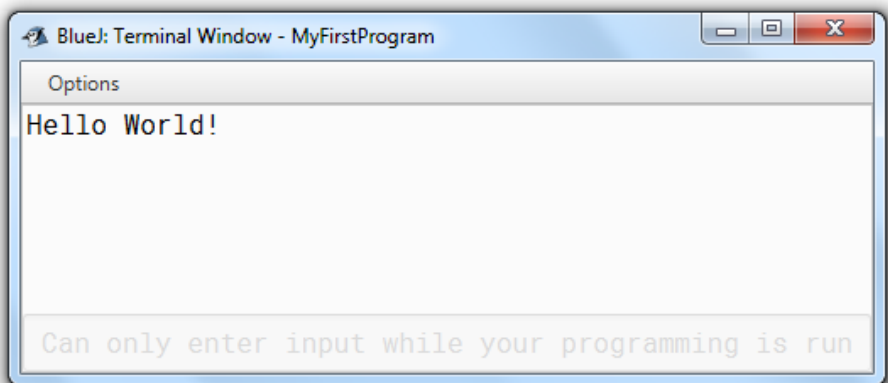 BlueJ: Terminal Window - MyFirstProgram
Options
Hello World!
Can only enter input while your programming is run